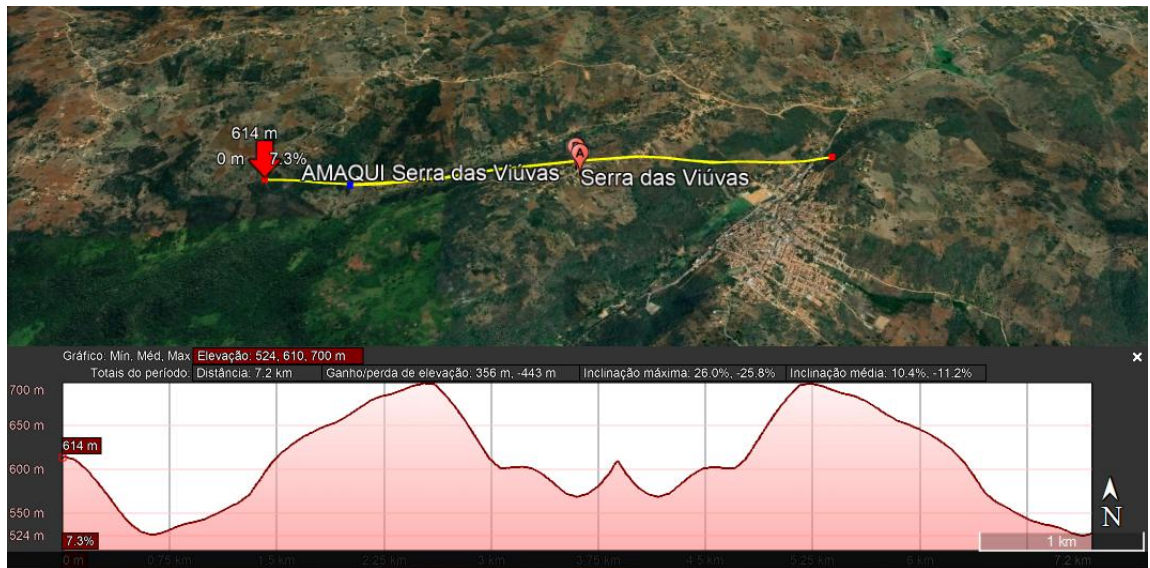 614 m
0 m 7.3%
AMAQUI Serra das Viúvas
A
Serra das Viúvas
Gráfico: Mín, Méd, Max Elevação: 524, 610, 700 m
Totais do período: Distância: 7.2 km Ganho/perda de elevação: 356 m, -443 m Inclinação máxima: 26.0%, -25.8% Inclinação média: 10.4%, -11.2%
700 m
650 m
614 m
600 m
550 m
524 m
7.3%
N
1 km
0 m 0.75 km 1.5 km 2.25 km 3 km 3.75 km 4.5 km 5.25 km 6 km 7.2 km